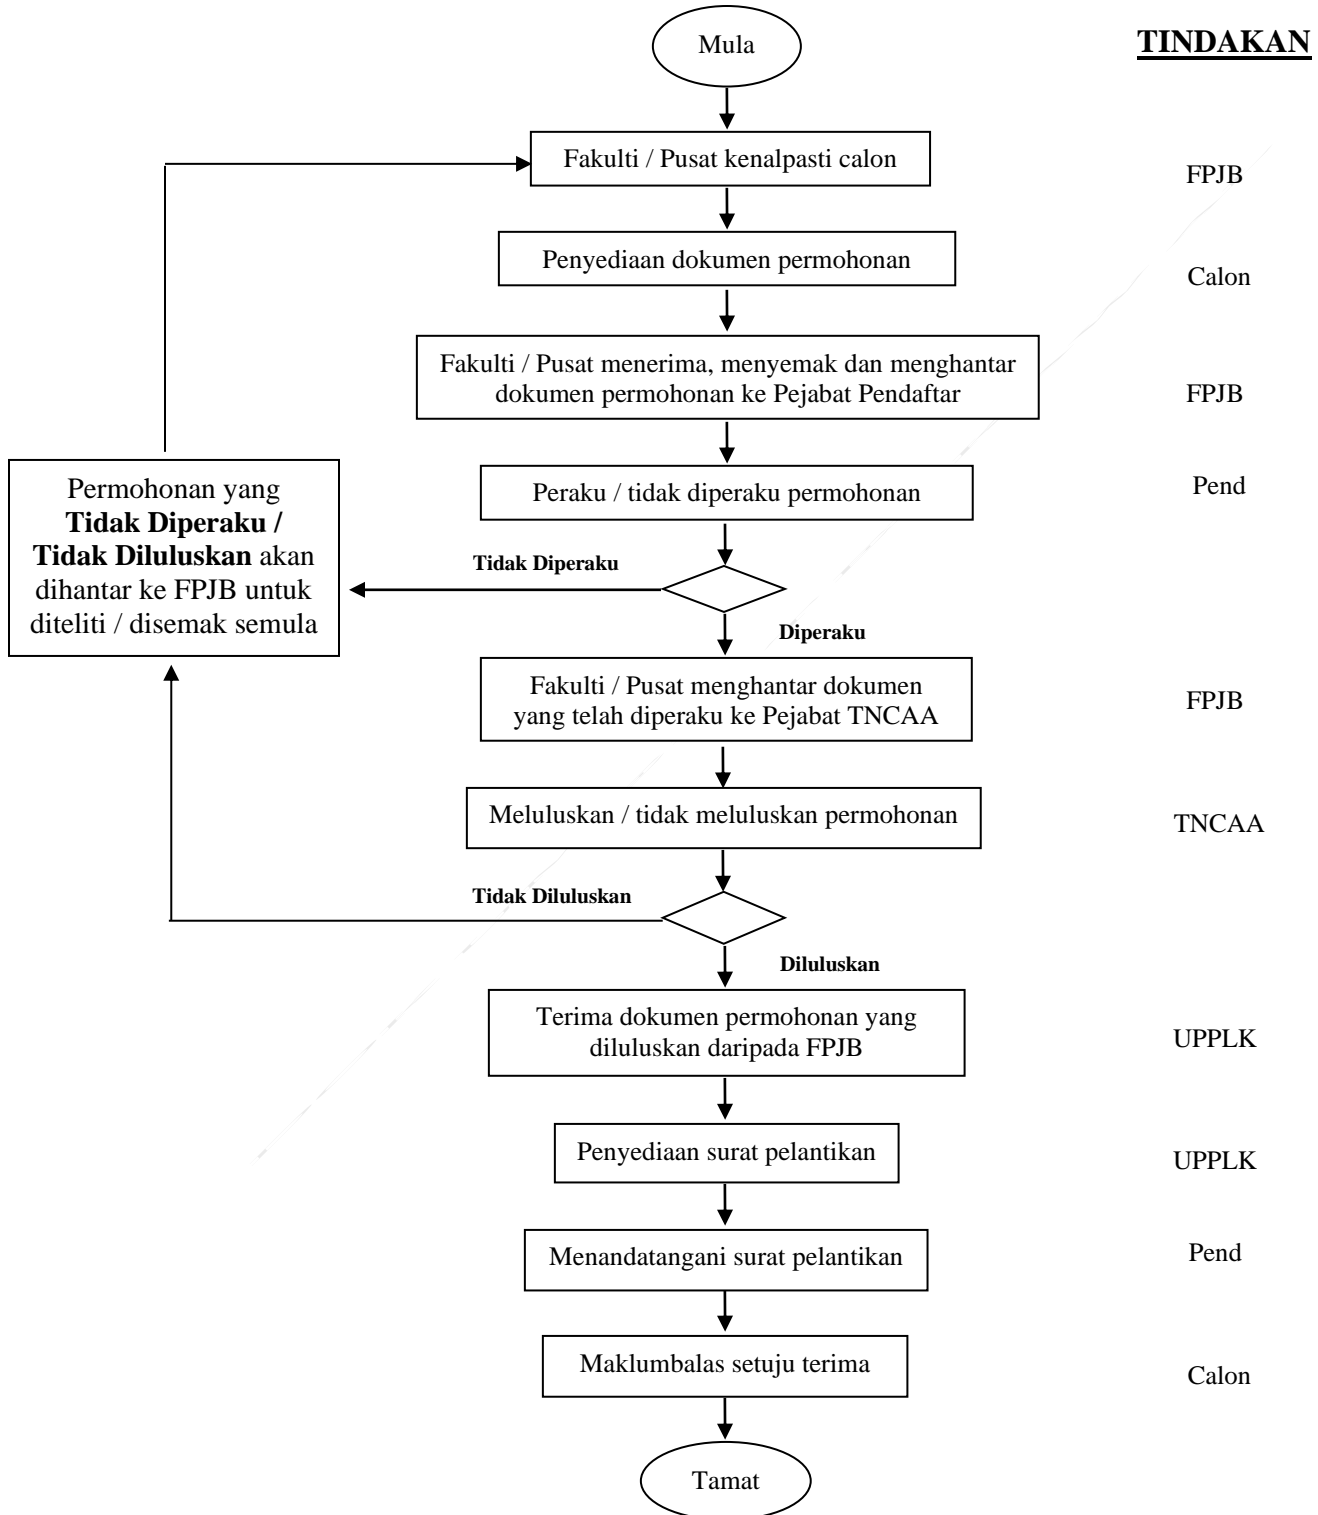 Mula
TINDAKAN
Fakulti / Pusat kenalpasti calon
FPJB
Penyediaan dokumen permohonan
Calon
Fakulti / Pusat menerima, menyemak dan menghantar
dokumen permohonan ke Pejabat Pendaftar
FPJB
Peraku / tidak diperaku permohonan
Pend
Permohonan yang
Tidak Diperaku /
Tidak Diluluskan akan
dihantar ke FPJB untuk
diteliti / disemak semula
Tidak Diperaku
Diperaku
Fakulti / Pusat menghantar dokumen
yang telah diperaku ke Pejabat TNCAA
FPJB
Meluluskan / tidak meluluskan permohonan
TNCAA
Tidak Diluluskan
Diluluskan
Terima dokumen permohonan yang
diluluskan daripada FPJB
UPPLK
Penyediaan surat pelantikan
UPPLK
Menandatangani surat pelantikan
Pend
Maklumbalas setuju terima
Calon
Tamat